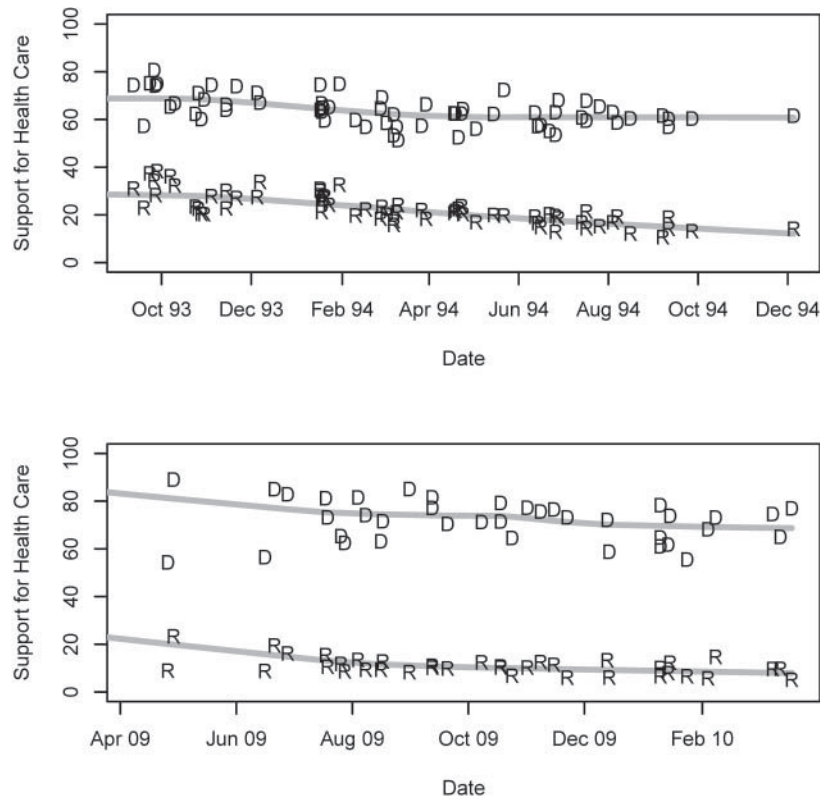 Support for Health Care
100
80
60
40
20
0
Oct 93 Dec 93 Feb 94 Apr 94 Jun 94 Aug 94 Oct 94 Dec 94
Date
Support for Health Care
100
80
60
40
20
0
Apr 09 Jun 09 Aug 09 Oct 09 Dec 09 Feb 10
Date